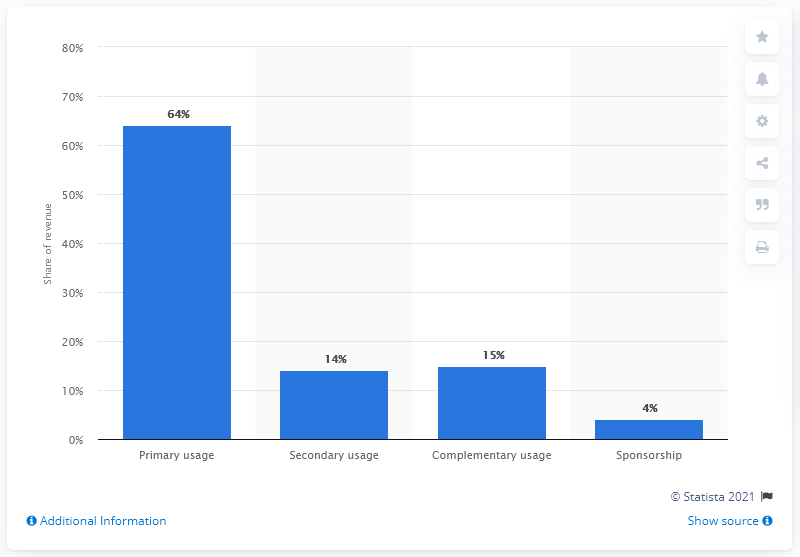 80%
70%
60%
50%
40%
30%
20%
10%
0%
Share of revenue
64%
14%
15%
4%
Primary usage
Secondary usage
Complementary usage
Sponsorship
© Statista 2021
Additional Information
Show source